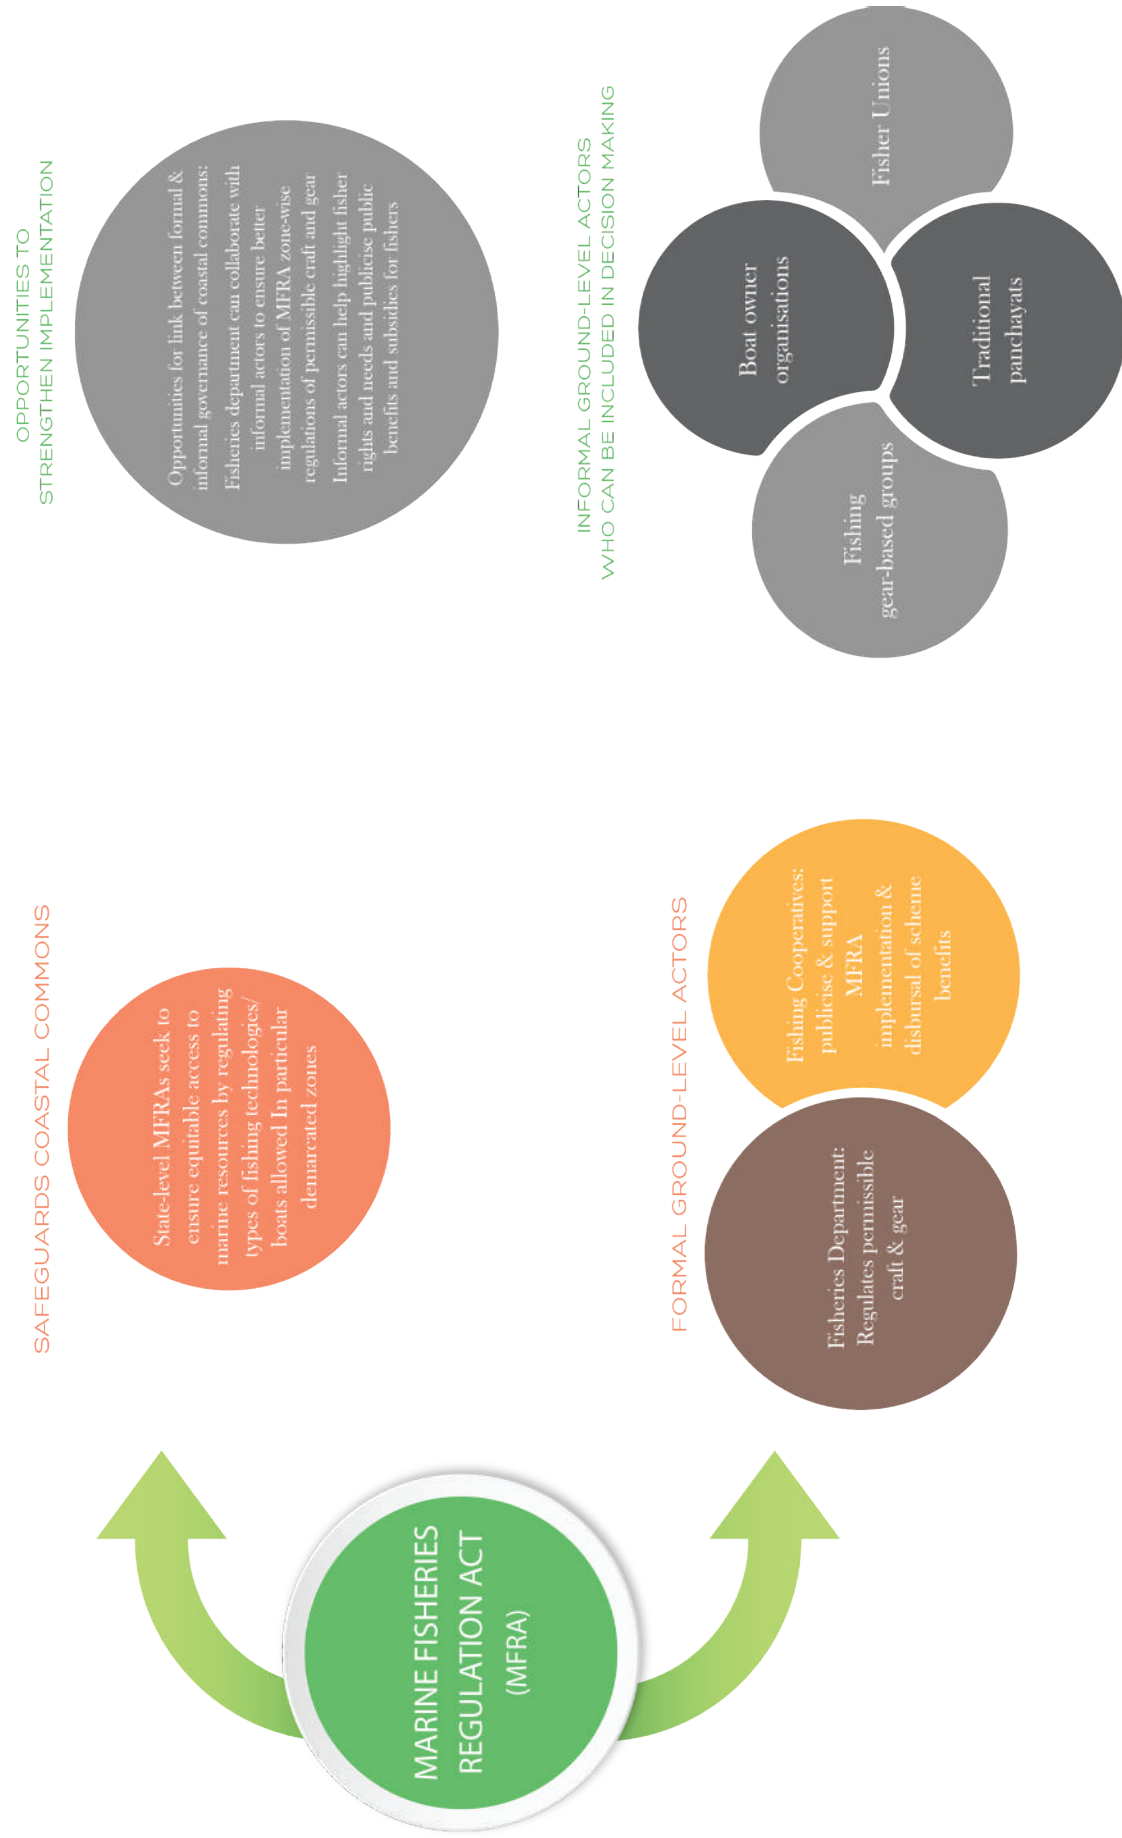 MARINE FISHERIES
REGULATION ACT
(MFRA)
SAFEGUARDS COASTAL COMMONS
State-level MFRAs seek to
ensure equitable access to
marine resources by regulating
types of fishing technologies/
boats allowed In particular
demarcated zones
OPPORTUNITIES TO
STRENGTHEN IMPLEMENTATION
Opportunities for link between formal &
informal governance of coastal commons:
Fisheries department can collaborate with
informal actors to ensure better
implementation of MFRA zone-wise
regulations of permissible craft and gear
Informal actors can help highlight fisher
rights and needs and publicise public
benefits and subsidies for fishers
FORMAL GROUND-LEVEL ACTORS
Fisheries Department:
Regulates permissible
craft & gear
Fishing Cooperatives:
publicise & support
MFRA
implementation &
disbursal of scheme
benefits
INFORMAL GROUND-LEVEL ACTORS
WHO CAN BE INCLUDED IN DECISION MAKING
Fishing
gear-based groups
Boat owner
organisations
Traditional
panchayats
Fisher Unions